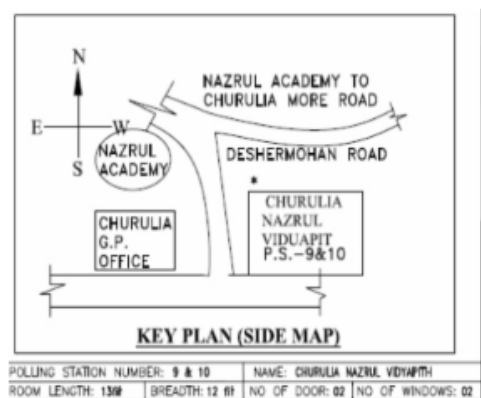 N
E
W
S
NAZRUL ACADEMY TO
CHURULIA MORE ROAD
NAZRUL
ACADEMY
DESHERMOHAN ROAD
*
CHURULIA
NAZRUL
VIDUAPIT
P.S.-9&10
CHURULIA
G.P.
OFFICE
KEY PLAN (SIDE MAP)
POLLING STATION NUMBER: 9 & 10 NAME: CHURULIA NAZRUL VIDYAPITH
ROOM LENGTH: BREADTH: 12 NO OF DOOR: 02 NO OF WINDOWS: 02